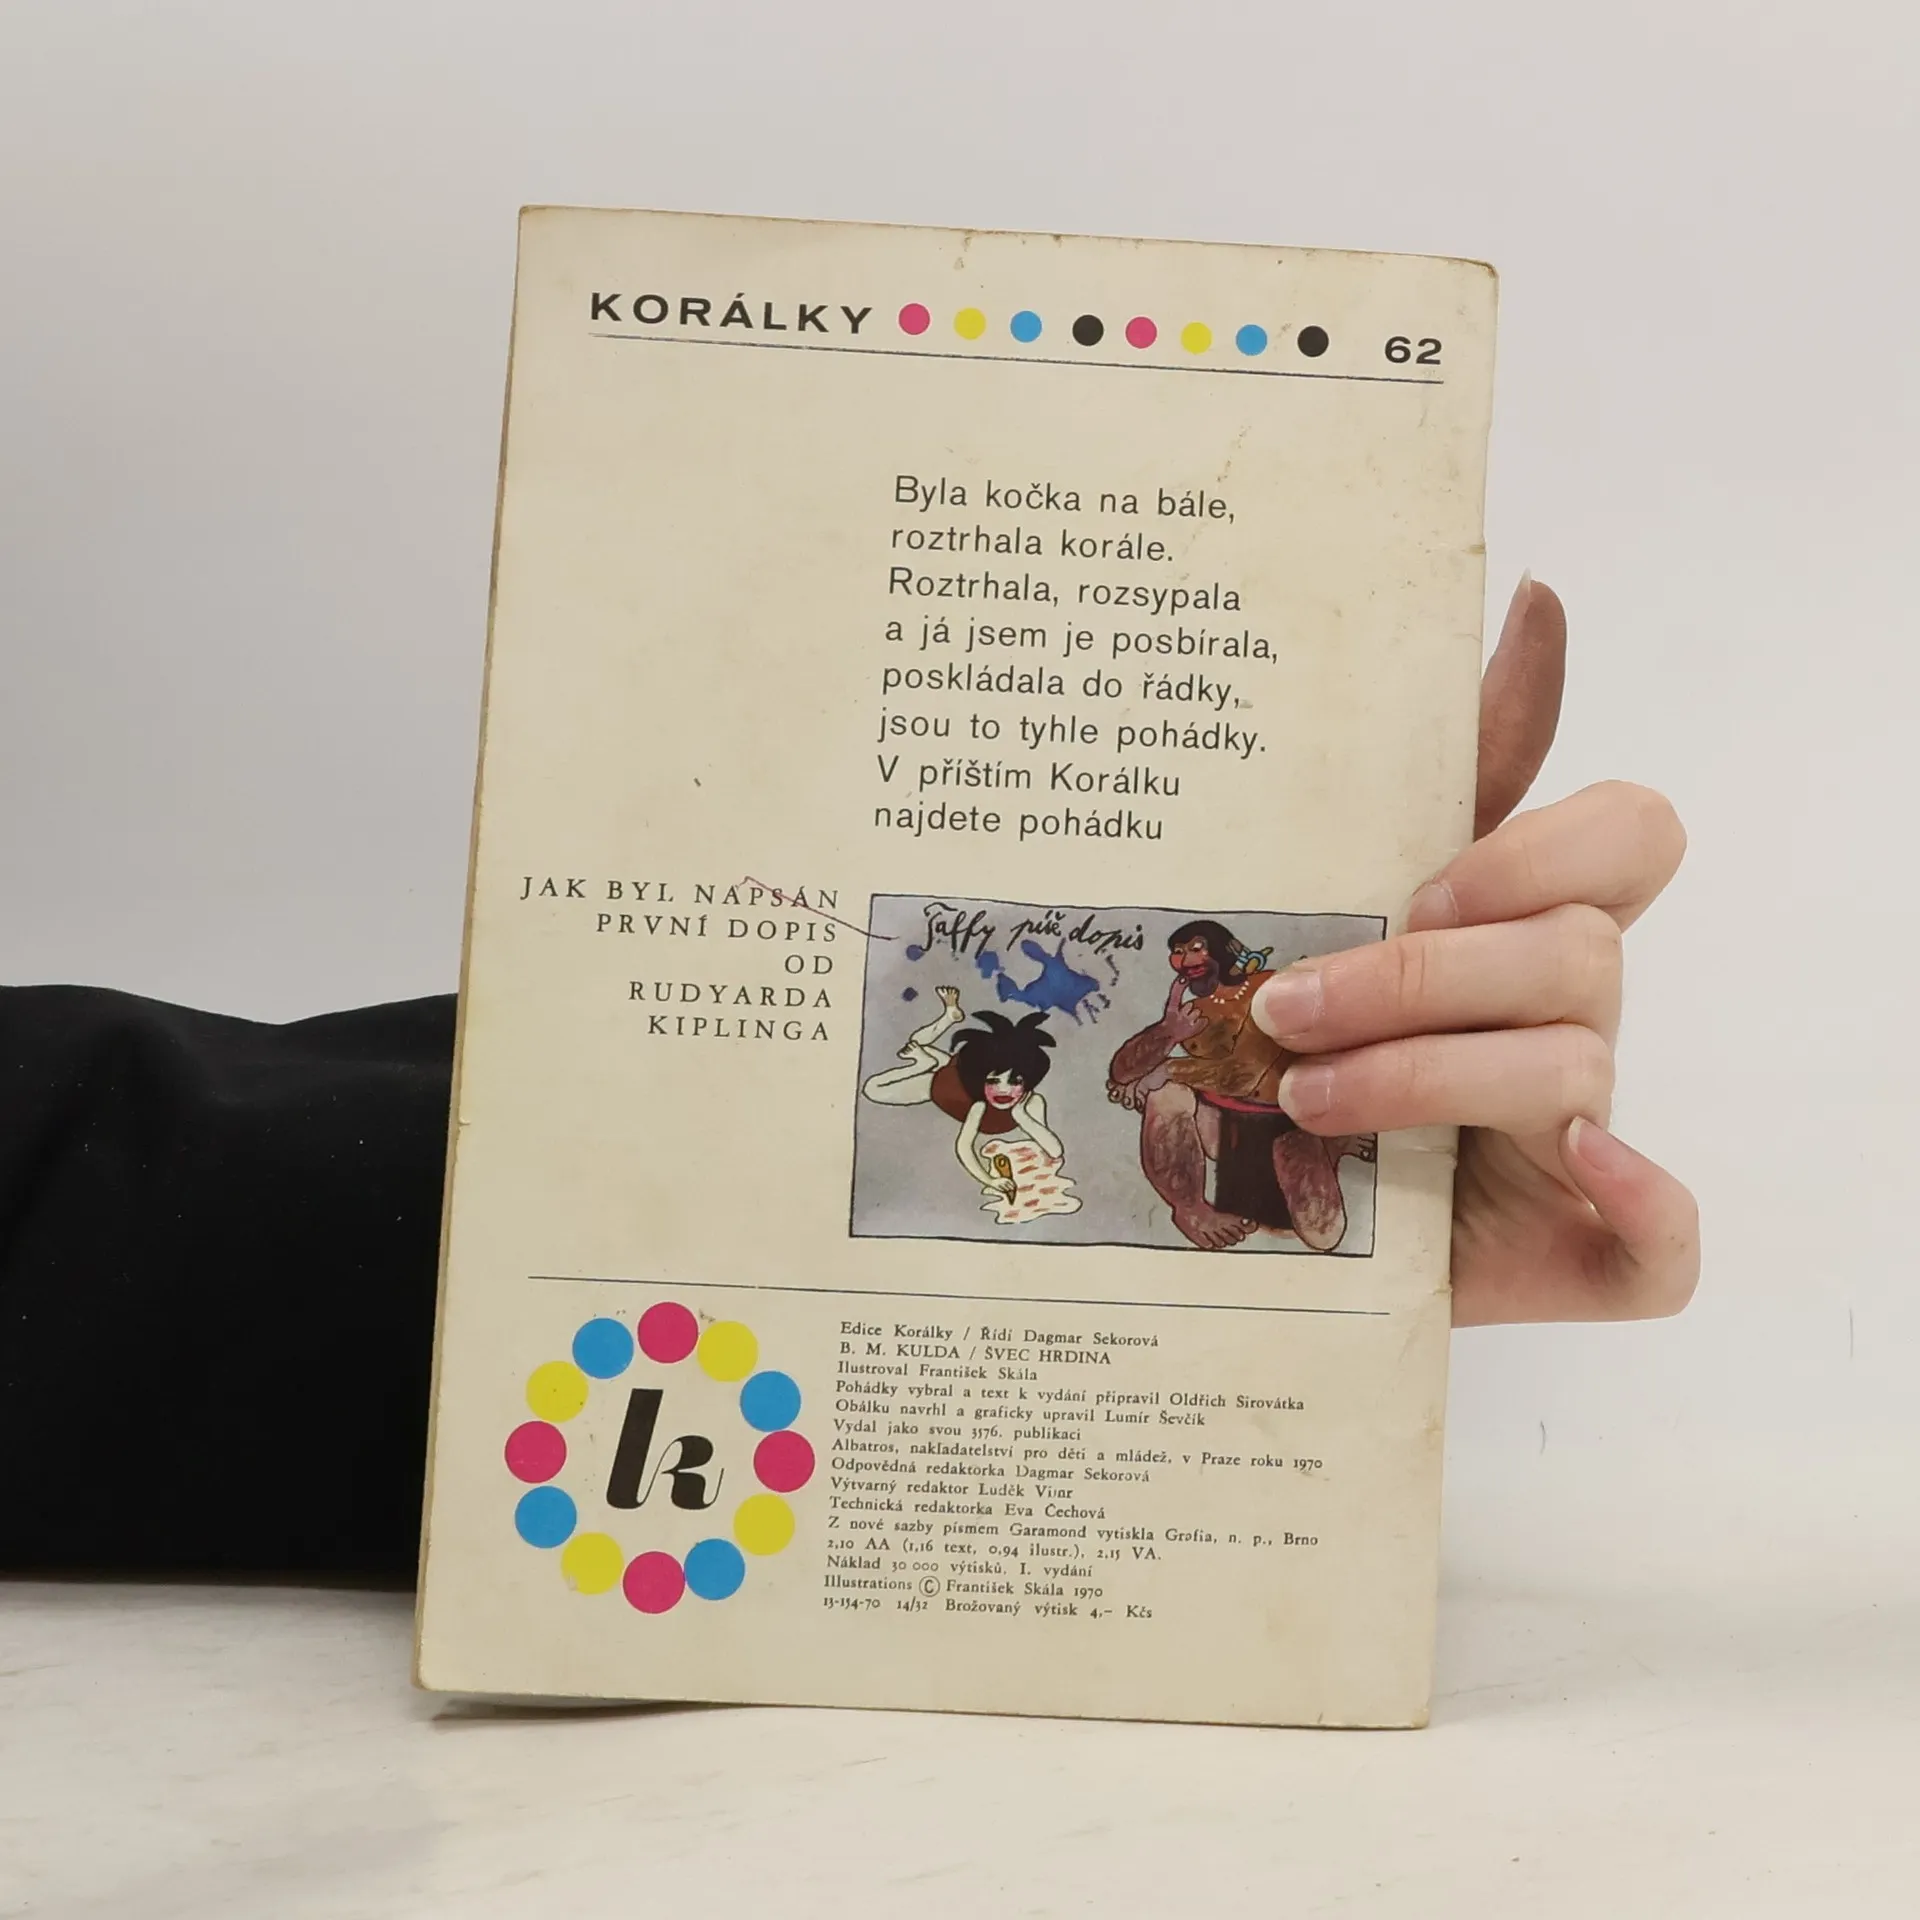 KORÁLKY 62
Byla kočka na bále,
roztrhala korále.
Roztrhala, rozsypala
a já jsem je posbírala,
poskládala do řádky,
jsou to tyhle pohádky.
V příštím Korálku
najdete pohádku
JAK BYL NAPSÁN
PRVNÍ DOPIS
OD
RUDYARDA
KIPLINGA
Taffy píše dopis
k
Edice Korálky / Řídí Dagmar Sekorová
B. M. KULDA / ŠVEC HRDINA
Ilustroval František Skála
Pohádky vybral a text k vydání připravil Oldřich Sirovátka
Obálku navrhl a graficky upravil Lumír Ševčík
Vydal jako svou 3576. publikaci
Albatros, nakladatelství pro děti a mládež, v Praze roku 1970
Odpovědná redaktorka Dagmar Sekorová
Výtvarný redaktor Luděk Vimr
Technická redaktorka Eva Čechová
Z nové sazby písmem Garamond vytiskla Grafia, n. p., Brno
2,10 AA (1,16 text, 0,94 ilustr.), 2,15 VA.
Náklad 30 000 výtisků. I. vydání
Illustrations © František Skála 1970
13-154-70 14/32 Brožovaný výtisk 4,- Kčs